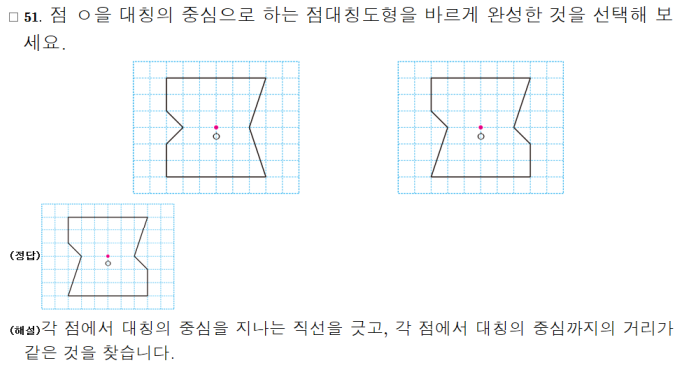 □ 51. 점 ㅇ을 대칭의 중심으로 하는 점대칭도형을 바르게 완성한 것을 선택해 보
세요.
ㅇ ㅇ
(정답)
ㅇ
(해설)각 점에서 대칭의 중심을 지나는 직선을 긋고, 각 점에서 대칭의 중심까지의 거리가
같은 것을 찾습니다.